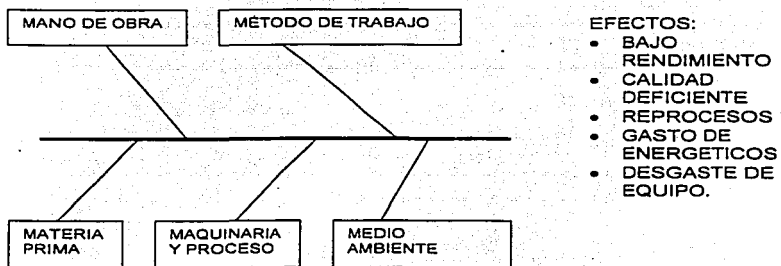 MANO DE OBRA
MÉTODO DE TRABAJO
EFECTOS:
• BAJO
RENDIMIENTO
• CALIDAD
DEFICIENTE
• REPROCESOS
• GASTO DE
ENERGETICOS
• DESGASTE DE
EQUIPO.
MATERIA
PRIMA
MAQUINARIA
Y PROCESO
MEDIO
AMBIENTE